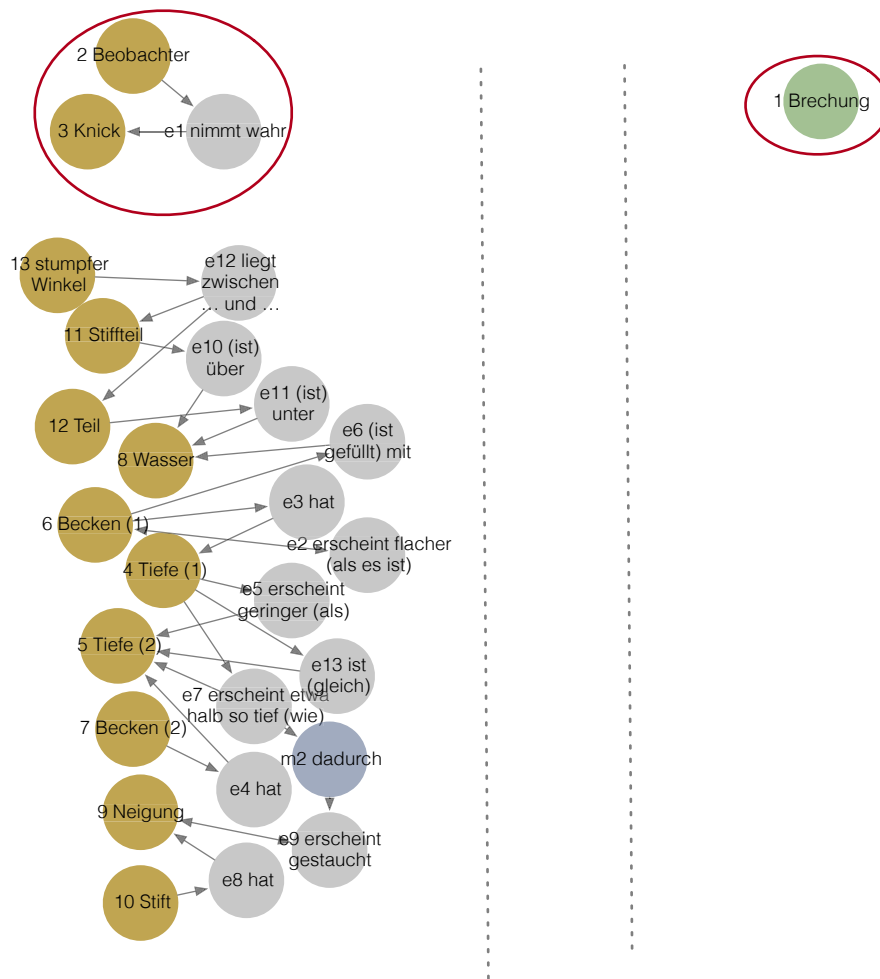 2 Beobachter
3 Knick
e1 nimmt wahr
1 Brechung
13 stumpfer
Winkel
e12 liegt
zwischen
… und …
11 Stiffteil
e10 (ist)
über
12 Teil
e11 (ist)
unter
8 Wasser
e6 (ist
gefüllt) mit
6 Becken (1)
e3 hat
e2 erscheint flacher
(als es ist)
4 Tiefe (1)
e5 erscheint
geringer (als)
5 Tiefe (2)
e13 ist
(gleich)
e7 erscheint etwa
halb so tief (wie)
7 Becken (2)
m2 dadurch
e4 hat
9 Neigung
e9 erscheint
gestaucht
e8 hat
10 Stift